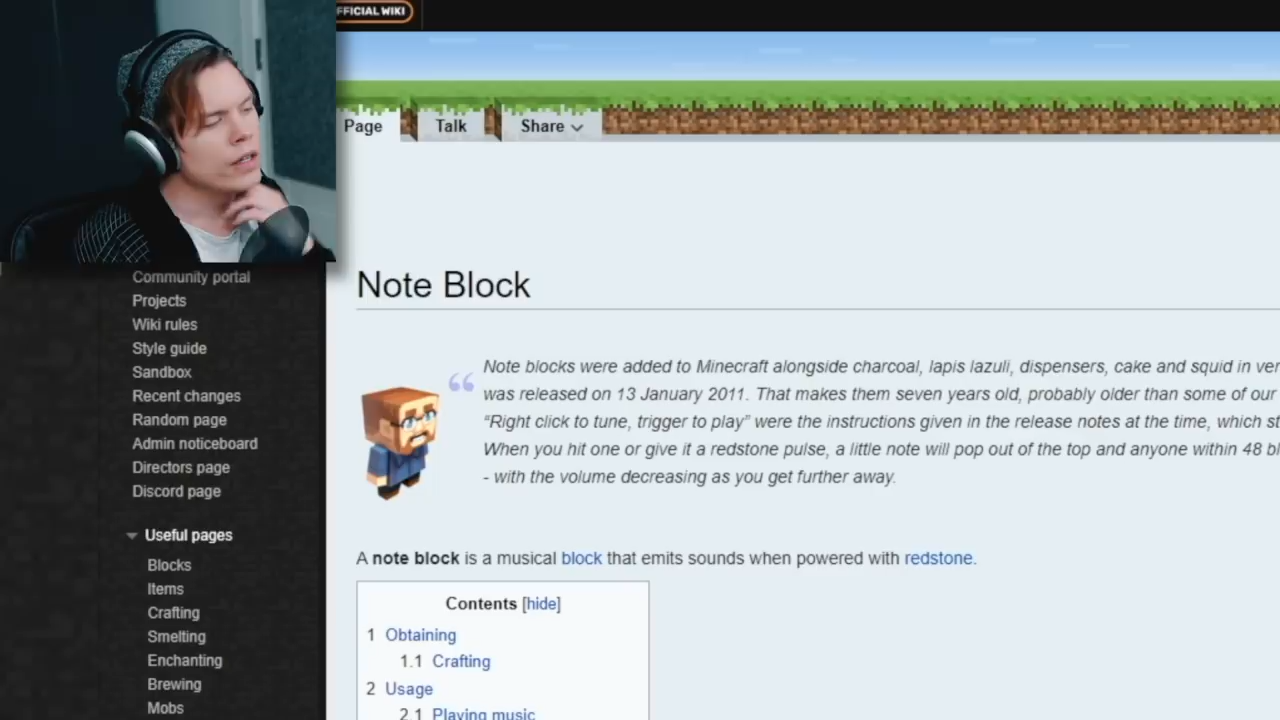 FFICIAL WIKI
Page
Talk
Share
Community portal
Projects
Wiki rules
Style guide
Sandbox
Recent changes
Random page
Admin noticeboard
Directors page
Discord page
Useful pages
Blocks
Items
Crafting
Smelting
Enchanting
Brewing
Mobs
Note Block
“ Note blocks were added to Minecraft alongside charcoal, lapis lazuli, dispensers, cake and squid in ver
was released on 13 January 2011. That makes them seven years old, probably older than some of our
“Right click to tune, trigger to play” were the instructions given in the release notes at the time, which st
When you hit one or give it a redstone pulse, a little note will pop out of the top and anyone within 48 bl
- with the volume decreasing as you get further away.
A note block is a musical block that emits sounds when powered with redstone.
Contents [hide]
1 Obtaining
1.1 Crafting
2 Usage
2.1 Playing music